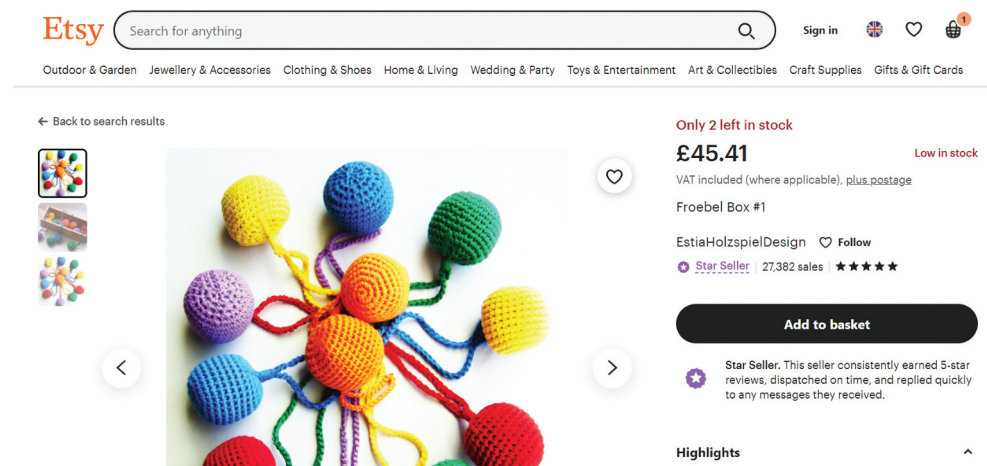 Etsy
Search for anything
Sign in
1
Outdoor & Garden Jewellery & Accessories Clothing & Shoes Home & Living Wedding & Party Toys & Entertainment Art & Collectibles Craft Supplies Gifts & Gift Cards
Back to search results
Only 2 left in stock
£45.41
Low in stock
VAT included (where applicable), plus postage
Froebel Box #1
EstiaHolzspielDesign Follow
Star Seller | 27,382 sales | ★★★★★
Add to basket
Star Seller. This seller consistently earned 5-star
reviews, dispatched on time, and replied quickly
to any messages they received.
Highlights